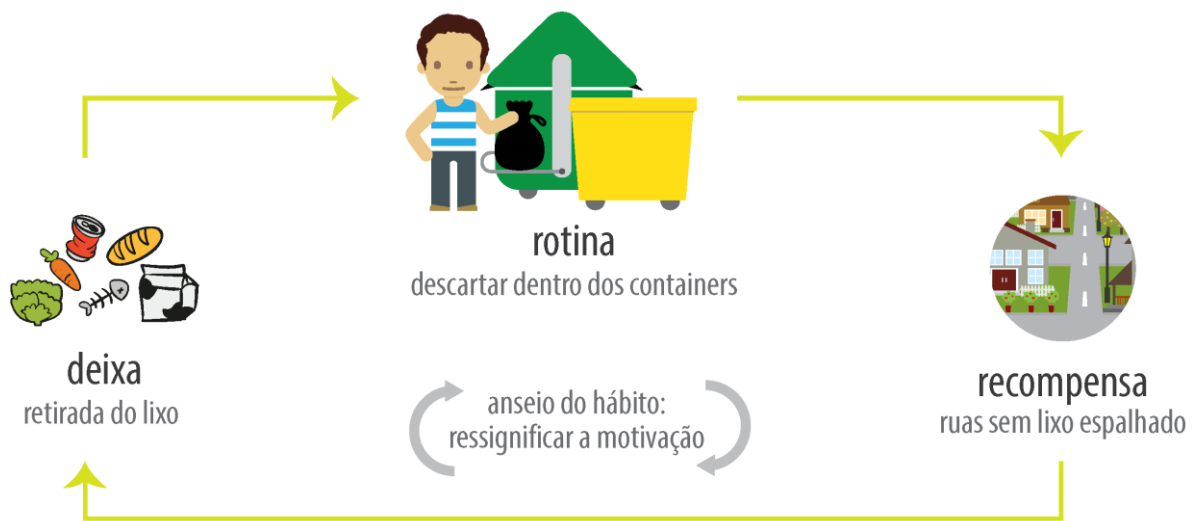 rotina
descartar dentro dos containers
deixa
retirada do lixo
anseio do hábito:
ressignificar a motivação
recompensa
ruas sem lixo espalhado